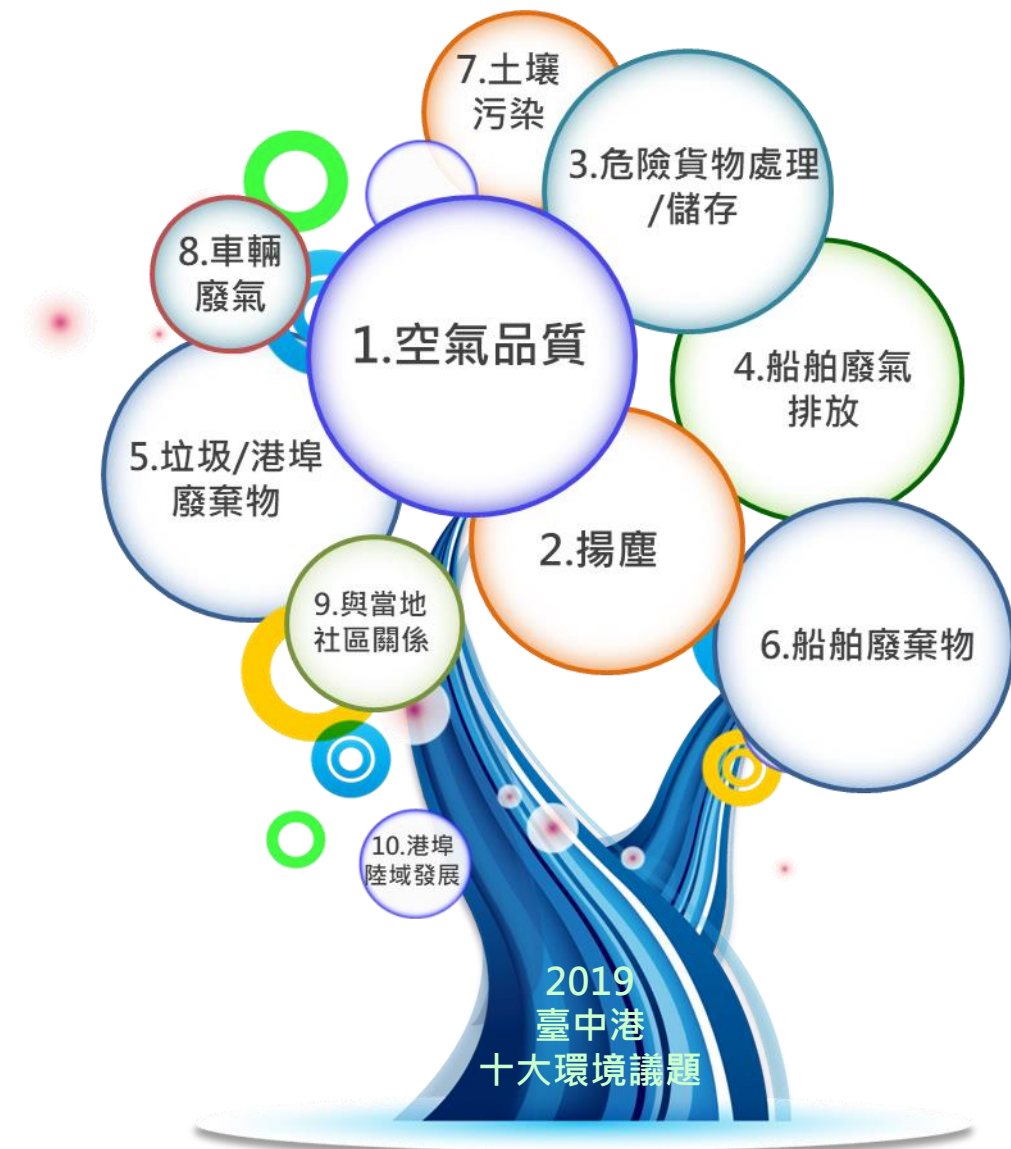 7.土壤
污染
3.危險貨物處理
/儲存
8.車輛
廢氣
1.空氣品質
4.船舶廢氣
排放
5.垃圾/港埠
廢棄物
2.揚塵
9.與當地
社區關係
6.船舶廢棄物
10.港埠
陸域發展
2019
臺中港
十大環境議題